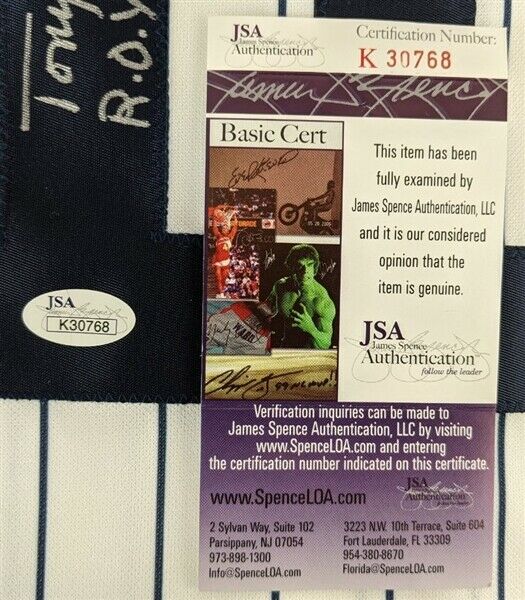 Tony
R.O.Y
JSA
K30768
JSA
James Spence
Authentication
Certification Number:
K 30768
James Spence
Basic Cert
This item has been
fully examined by
James Spence Authentication, LLC
and it is our considered
opinion that the
item is genuine.
JSA
James Spence
Authentication
follow the leader
Verification inquiries can be made to
James Spence Authentication, LLC by visiting
www.SpenceLOA.com and entering
the certification number indicated on this certificate.
JSA
Authentication
www.SpenceLOA.com
2 Sylvan Way, Suite 102
Parsippany, NJ 07054
973-898-1300
Info@SpenceLOA.com
3223 N.W. 10th Terrace, Suite 604
Fort Lauderdale, FL 33309
954-380-8670
Florida@SpenceLOA.com